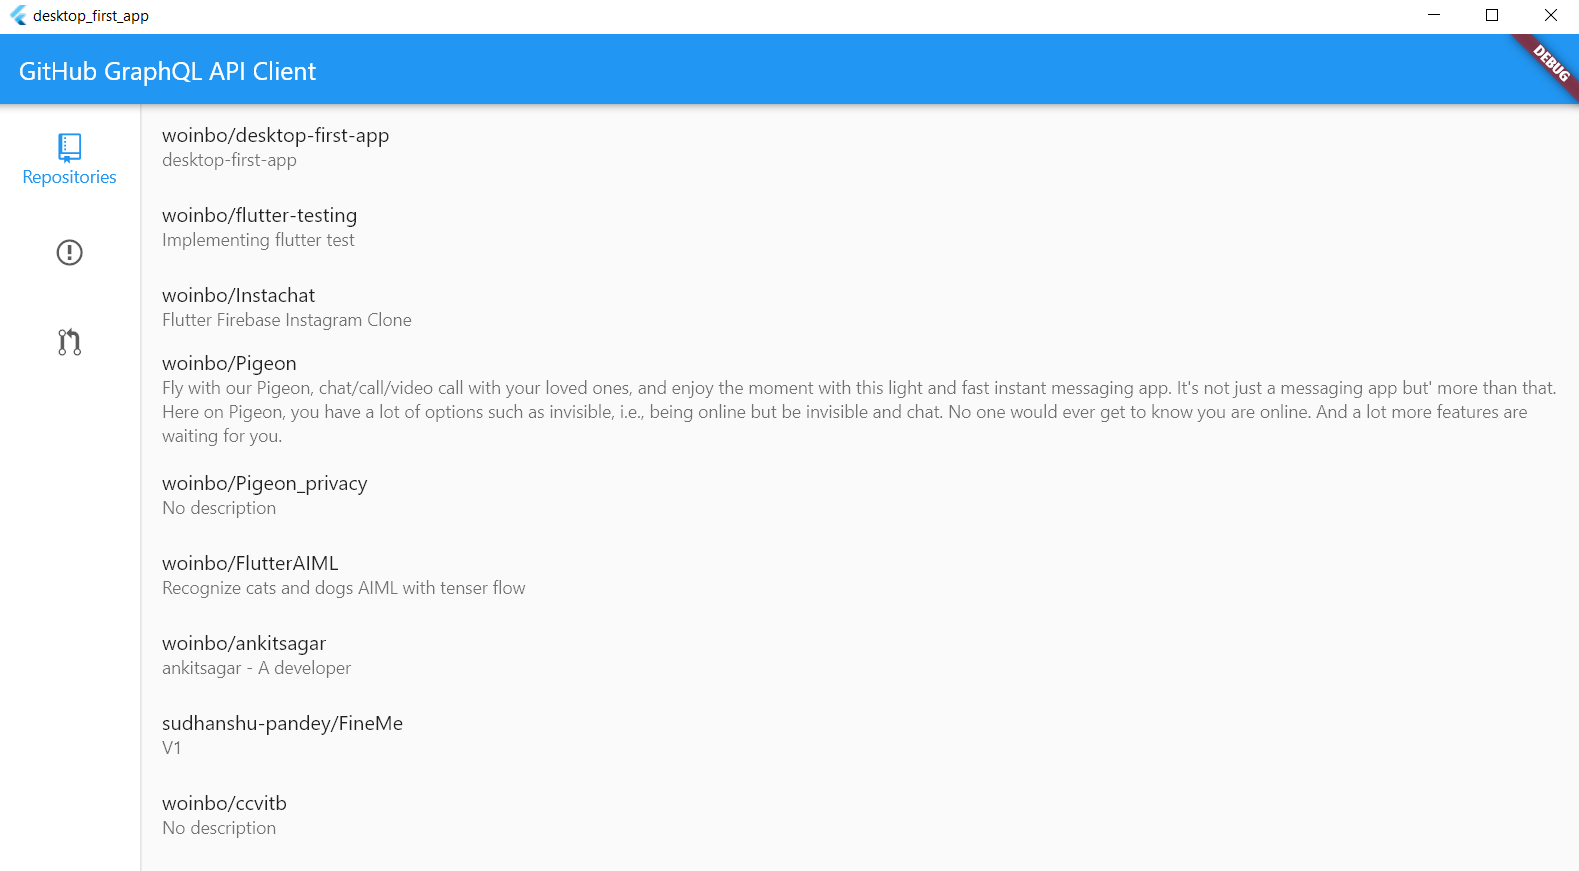 desktop_first_app
GitHub GraphQL API Client
DEBUG
Repositories
woinbo/desktop-first-app
desktop-first-app
woinbo/flutter-testing
Implementing flutter test
woinbo/Instachat
Flutter Firebase Instagram Clone
woinbo/Pigeon
Fly with our Pigeon, chat/call/video call with your loved ones, and enjoy the moment with this light and fast instant messaging app. It's not just a messaging app but' more than that.
Here on Pigeon, you have a lot of options such as invisible, i.e., being online but be invisible and chat. No one would ever get to know you are online. And a lot more features are
waiting for you.
woinbo/Pigeon_privacy
No description
woinbo/FlutterAIML
Recognize cats and dogs AIML with tenser flow
woinbo/ankitsagar
ankitsagar - A developer
sudhanshu-pandey/FineMe
V1
woinbo/ccvitb
No description